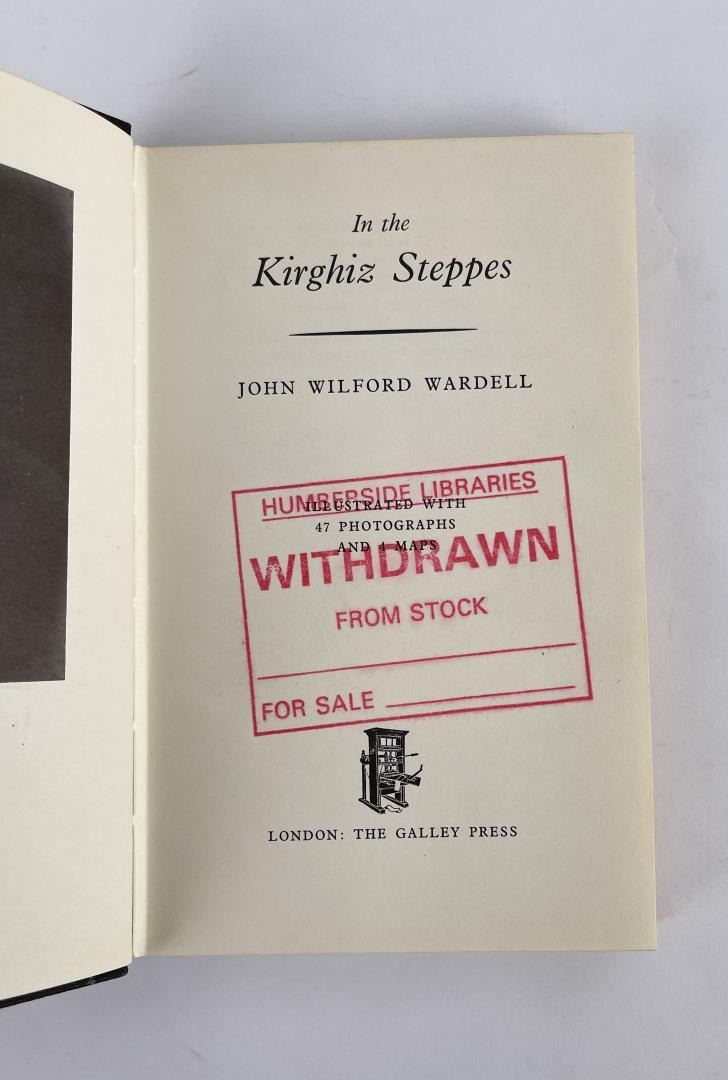 In the
Kirghiz Steppes
JOHN WILFORD WARDELL
HUMBERSIDE LIBRARIES
ILLUSTRATED WITH
47 PHOTOGRAPHS
AND 4 MAPS
WITHDRAWN
FROM STOCK
FOR SALE
LONDON: THE GALLEY PRESS